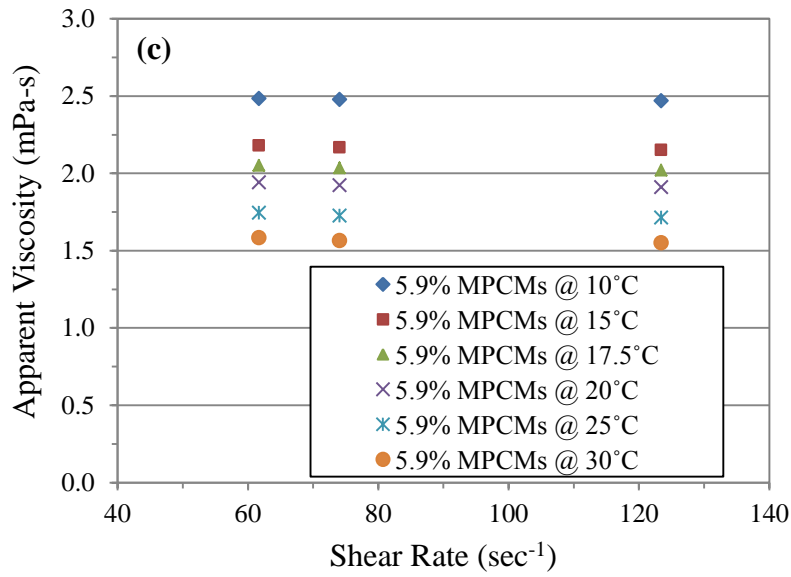 (c)
3.0
2.5
2.0
1.5
1.0
0.5
0.0
Apparent Viscosity (mPa-s)
5.9% MPCMs @ 10˚C
5.9% MPCMs @ 15˚C
5.9% MPCMs @ 17.5˚C
5.9% MPCMs @ 20˚C
5.9% MPCMs @ 25˚C
5.9% MPCMs @ 30˚C
40 60 80 100 120 140
Shear Rate (sec⁻¹)